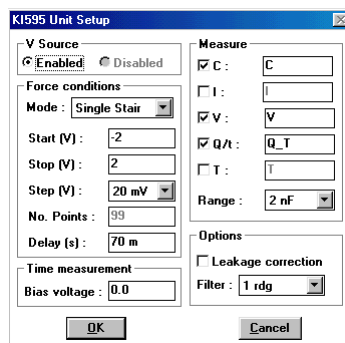 KI595 Unit Setup
V Source
Enabled
Disabled
Force conditions
Mode : Single Stair
Start (V) : -2
Stop (V) : 2
Step (V) : 20 mV
No. Points : 99
Delay (s) : 70 m
Time measurement
Bias voltage : 0.0
Measure
C : C
I : I
V : V
Q/t : Q_T
T : T
Range : 2 nF
Options
Leakage correction
Filter : 1 rdg
OK
Cancel